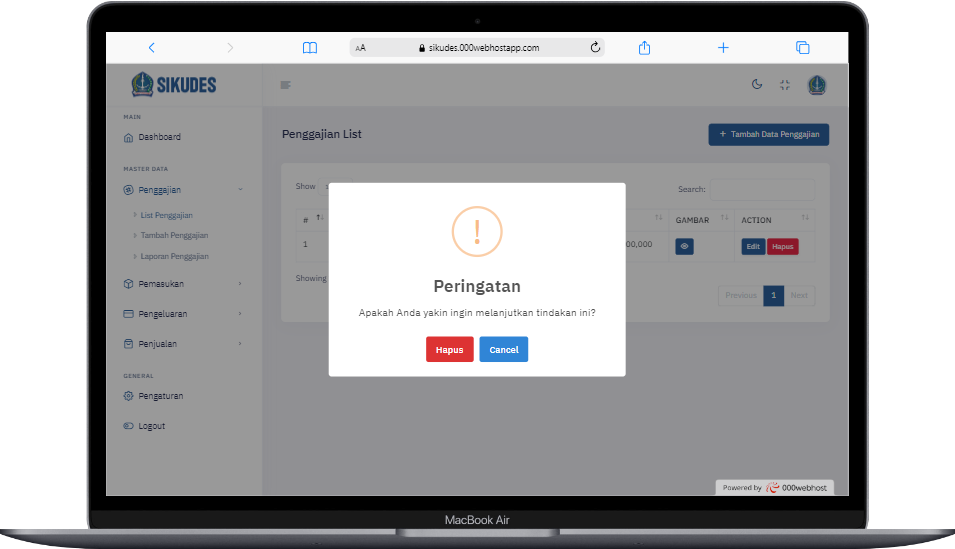 AA sikudes.000webhostapp.com
SIKUDES
MAIN
Dashboard
MASTER DATA
Penggajian
List Penggajian
Tambah Penggajian
Laporan Penggajian
Pemasukan
Pengeluaran
Penjualan
GENERAL
Pengaturan
Logout
Penggajian List
+ Tambah Data Penggajian
Show
Search:
# GAMBAR ACTION
1 00,000 Edit Hapus
Showing
Previous 1 Next
!
Peringatan
Apakah Anda yakin ingin melanjutkan tindakan ini?
Hapus Cancel
Powered by 000webhost
MacBook Air